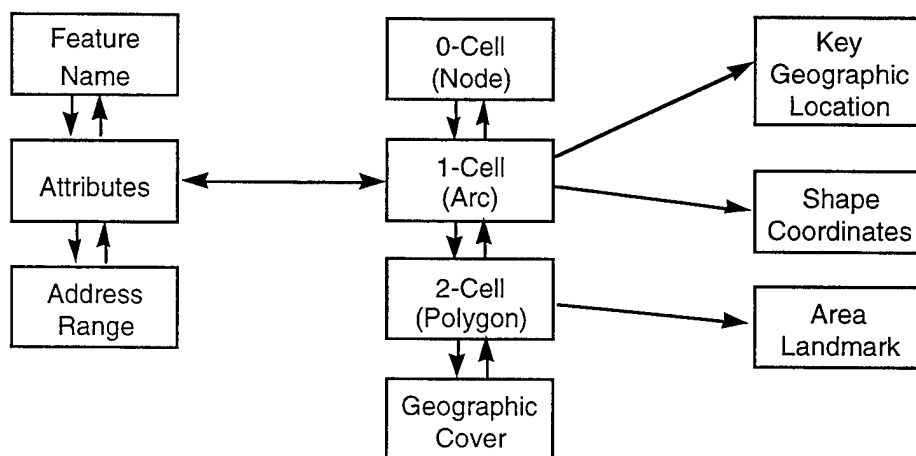 Feature
Name
Attributes
Address
Range
0-Cell
(Node)
1-Cell
(Arc)
2-Cell
(Polygon)
Geographic
Cover
Key
Geographic
Location
Shape
Coordinates
Area
Landmark